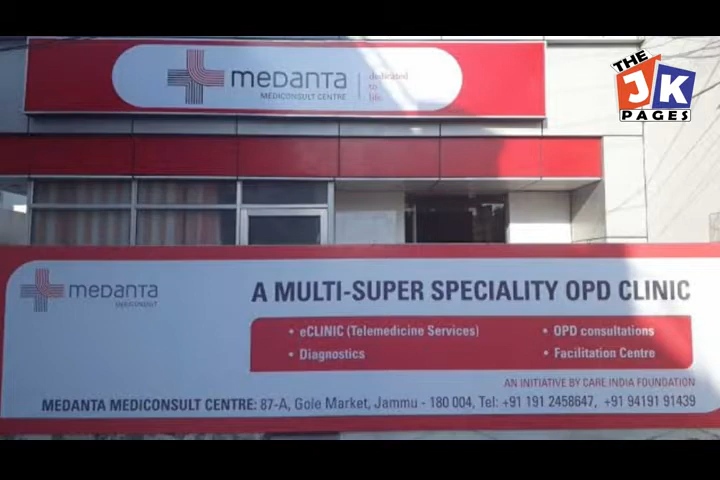 THE
JK
PAGES
medanta
MEDICONSULT CENTRE
dedicated
to
life
medanta
MEDICONSULT
A MULTI-SUPER SPECIALITY OPD CLINIC
• eCLINIC (Telemedicine Services)
• OPD consultations
• Diagnostics
• Facilitation Centre
AN INITIATIVE BY CARE INDIA FOUNDATION
MEDANTA MEDICONSULT CENTRE: 87-A, Gole Market, Jammu - 180 004, Tel: +91 191 2458647, +91 94191 91439